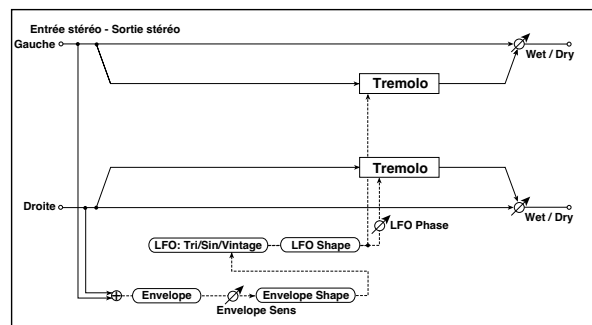 Entrée stéréo - Sortie stéréo
Gauche
Wet / Dry
Tremolo
Tremolo
Droite
Wet / Dry
LFO Phase
LFO: Tri/Sin/Vintage
LFO Shape
Envelope
Envelope Sens
Envelope Shape